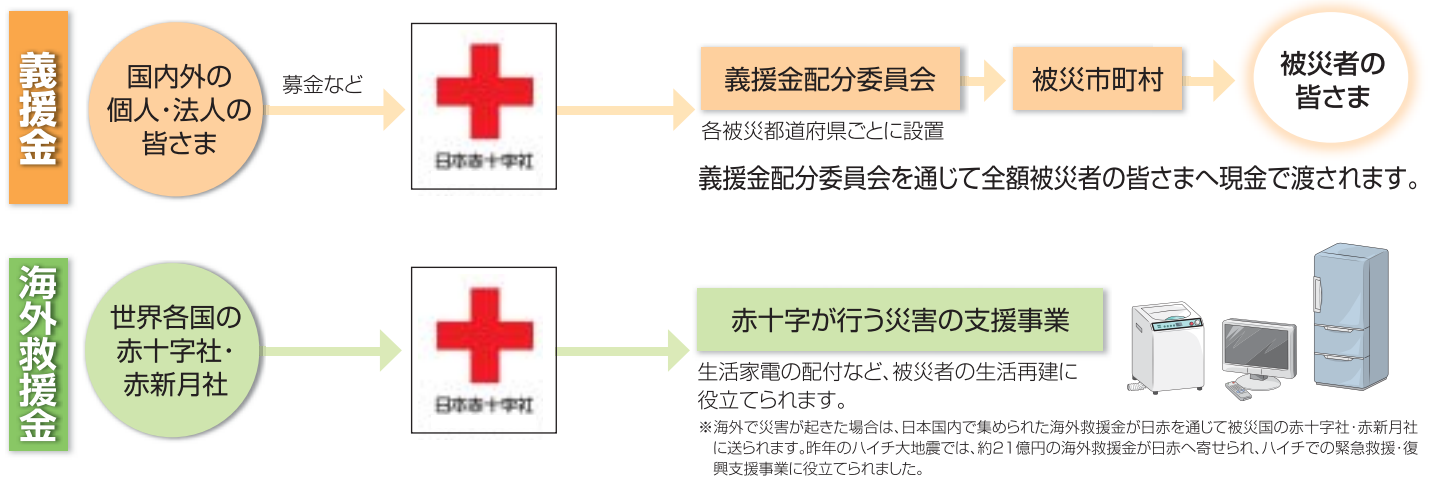 義援金
国内外の
個人・法人の
皆さま
募金など
日本赤十字社
義援金配分委員会
各被災都道府県ごとに設置
被災市町村
被災者の
皆さま
義援金配分委員会を通じて全額被災者の皆さまへ現金で渡されます。
海外救援金
世界各国の
赤十字社・
赤新月社
日本赤十字社
赤十字が行う災害の支援事業
生活家電の配付など、被災者の生活再建に
役立てられます。
※海外で災害が起きた場合は、日本国内で集められた海外救援金が日赤を通じて被災国の赤十字社・赤新月社
に送られます。昨年のハイチ大地震では、約21億円の海外救援金が日赤へ寄せられ、ハイチでの緊急救援・復
興支援事業に役立てられました。